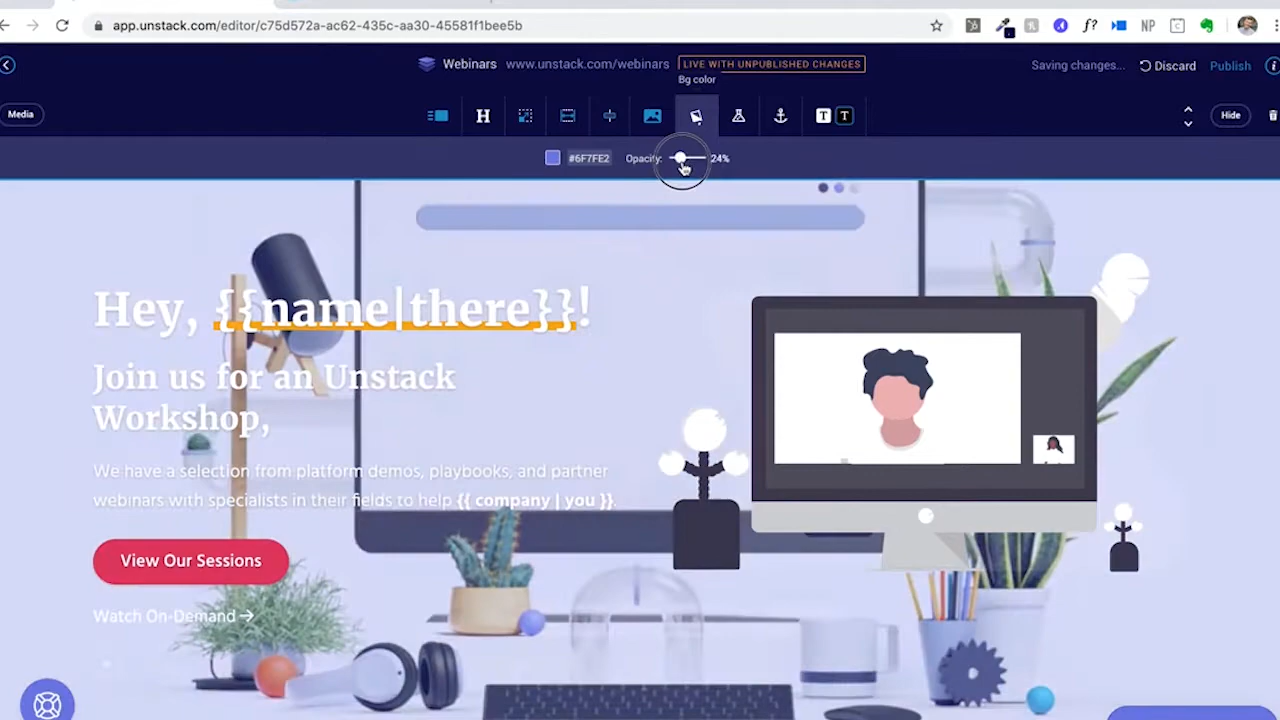 app.unstack.com/editor/c75d572a-ac62-435c-aa30-45581f1bee5b
f?
NP
Webinars www.unstack.com/webinars LIVE WITH UNPUBLISHED CHANGES
Saving changes... Discard Publish
Bg color
Media
H
T T
Hide
#6F7FE2 Opacity: 24%
Hey, {{name|there}}!
Join us for an Unstack
Workshop,
We have a selection from platform demos, playbooks, and partner
webinars with specialists in their fields to help {{ company | you }}.
View Our Sessions
Watch On-Demand →